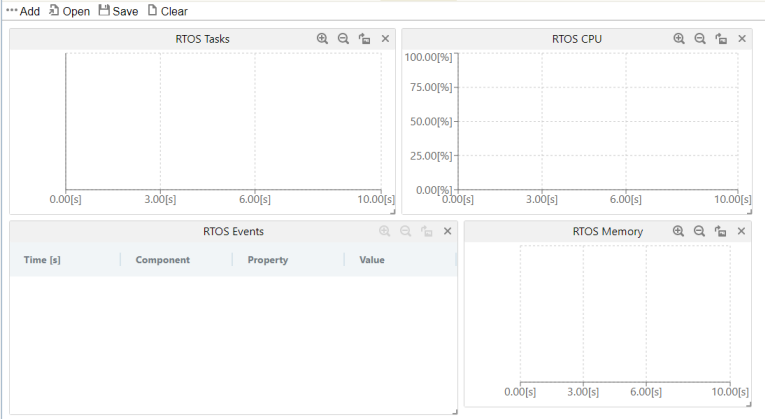 Add Open Save Clear
RTOS Tasks
0.00[s] 3.00[s] 6.00[s] 10.00[s]
RTOS CPU
100.00[%]
75.00[%]
50.00[%]
25.00[%]
0.00[%]
0.00[s] 3.00[s] 6.00[s] 10.00[s]
RTOS Events
Time [s] Component Property Value
RTOS Memory
0.00[s] 3.00[s] 6.00[s] 10.00[s]